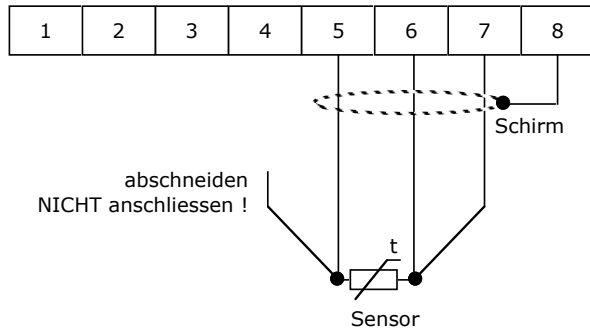 1 2 3 4 5 6 7 8
Schirm
abschneiden
NICHT anschliessen !
t
Sensor